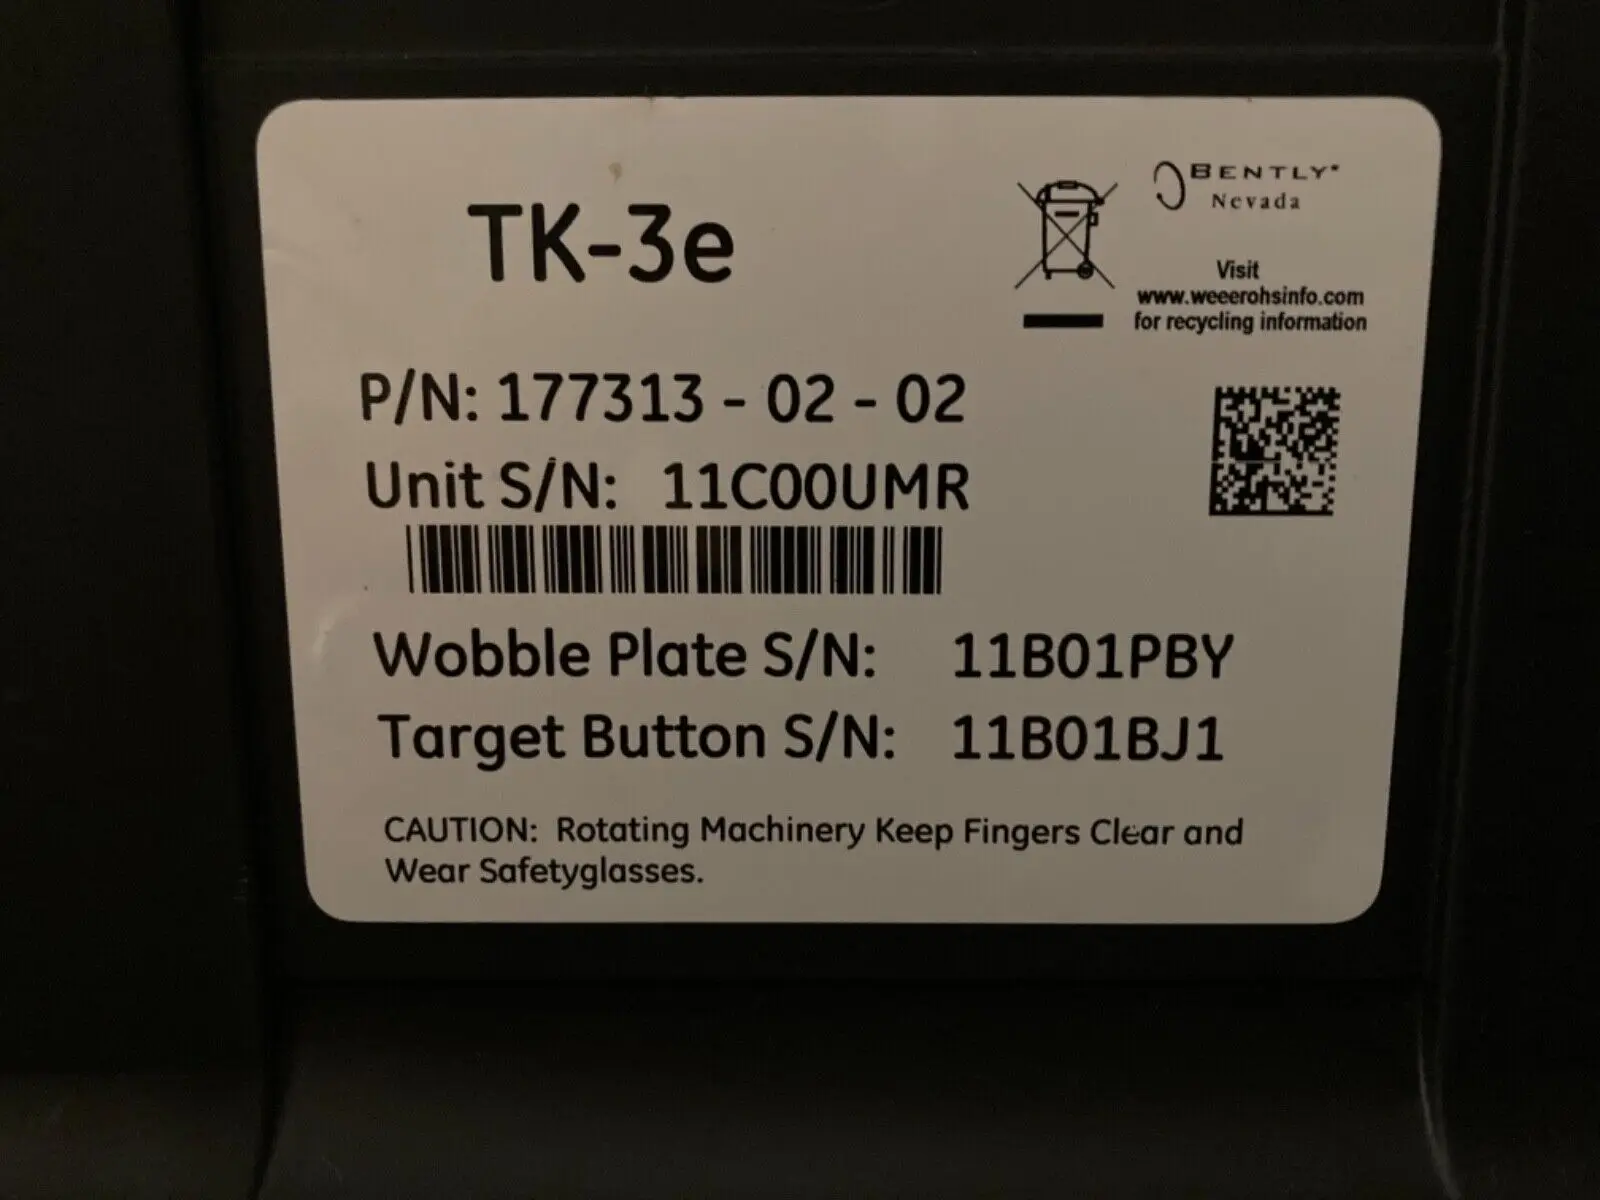 TK-3e
BENTLY
Nevada
Visit
www.weeerohsinfo.com
for recycling information
P/N: 177313 - 02 - 02
Unit S/N: 11C00UMR
Wobble Plate S/N: 11B01PBY
Target Button S/N: 11B01BJ1
CAUTION: Rotating Machinery Keep Fingers Clear and
Wear Safetyglasses.